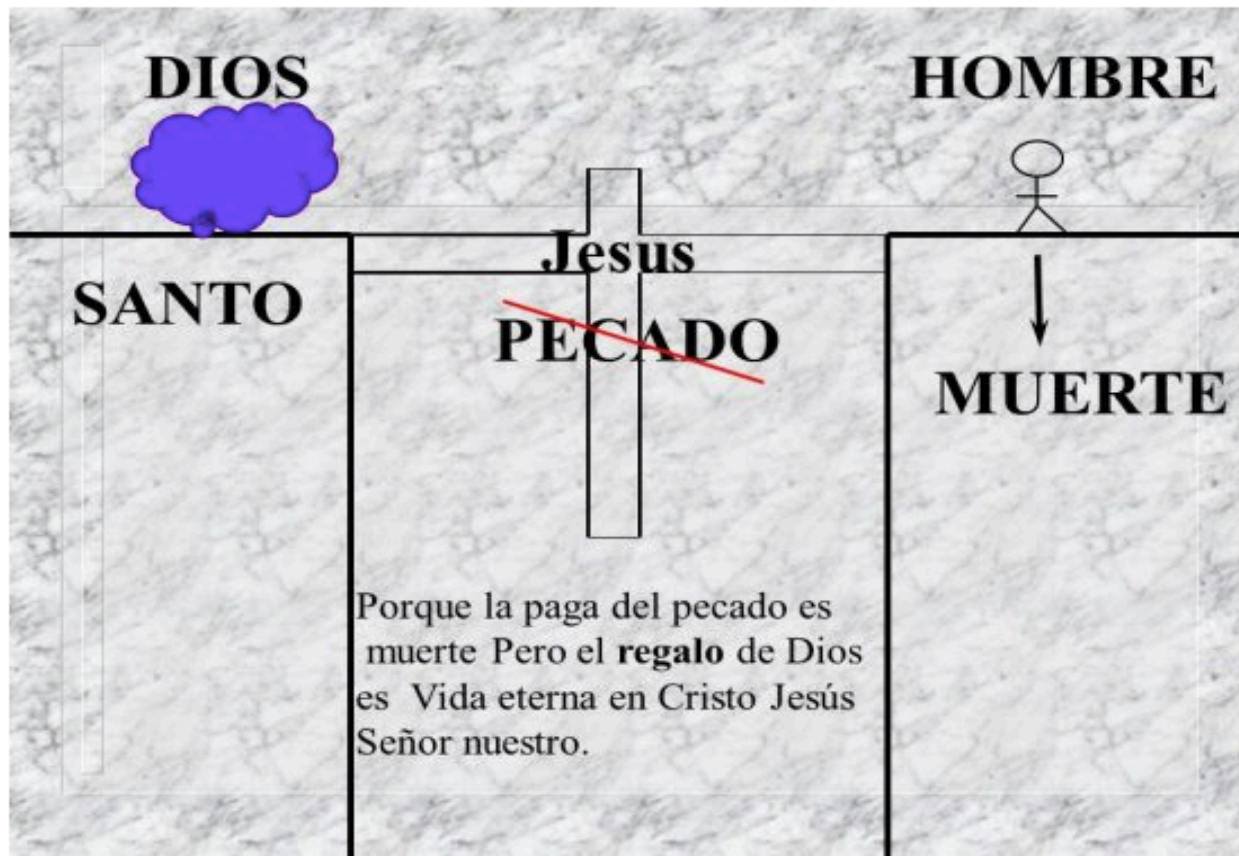 DIOS
HOMBRE
Jesus
SANTO
PECADO
MUERTE
Porque la paga del pecado es
muerte Pero el regalo de Dios
es Vida eterna en Cristo Jesús
Señor nuestro.